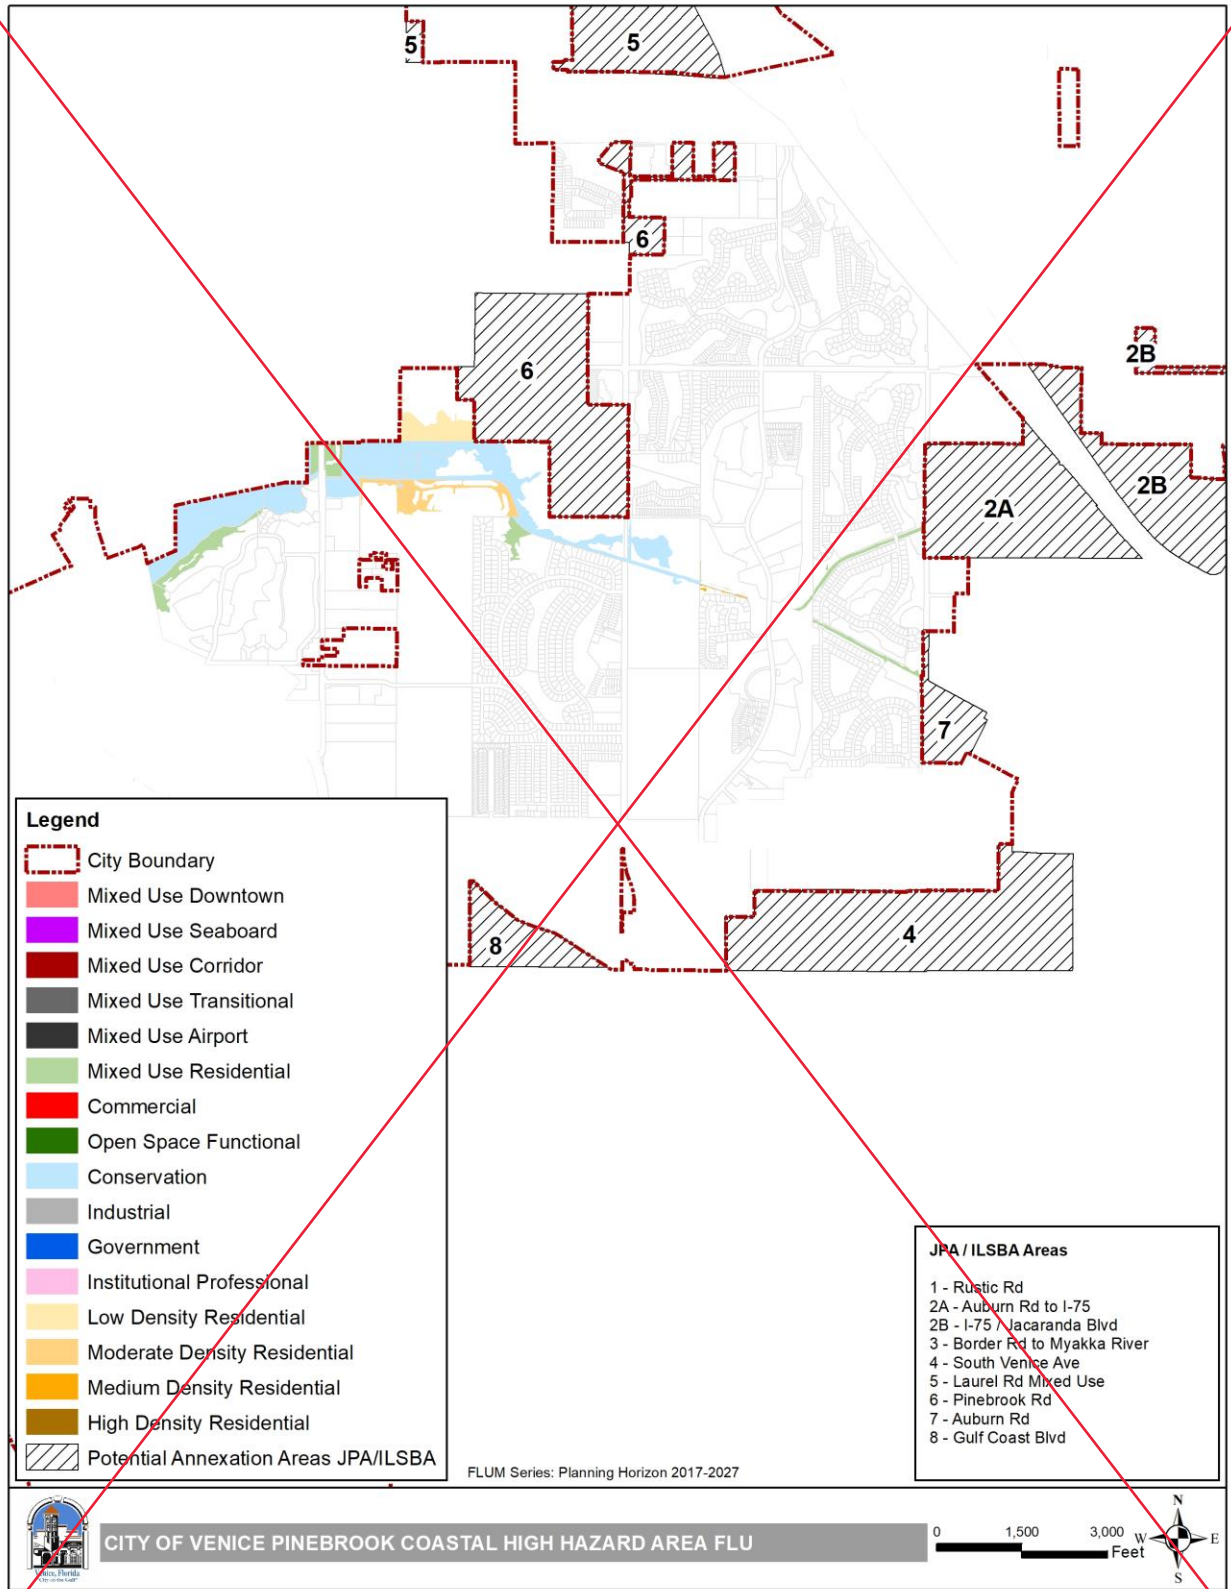 5
5
6
2B
6
2B
2A
7
4
8
Legend
City Boundary
Mixed Use Downtown
Mixed Use Seaboard
Mixed Use Corridor
Mixed Use Transitional
Mixed Use Airport
Mixed Use Residential
Commercial
Open Space Functional
Conservation
Industrial
Government
Institutional Professional
Low Density Residential
Moderate Density Residential
Medium Density Residential
High Density Residential
Potential Annexation Areas JPA/ILSBA
JPA / ILSBA Areas
1 - Rustic Rd
2A - Auburn Rd to I-75
2B - I-75 / Jacaranda Blvd
3 - Border Rd to Myakka River
4 - South Venice Ave
5 - Laurel Rd Mixed Use
6 - Pinebrook Rd
7 - Auburn Rd
8 - Gulf Coast Blvd
FLUM Series: Planning Horizon 2017-2027
Venice, Florida
"City on the Gulf"
CITY OF VENICE PINEBROOK COASTAL HIGH HAZARD AREA FLU
0 1,500 3,000
Feet
N
W E
S